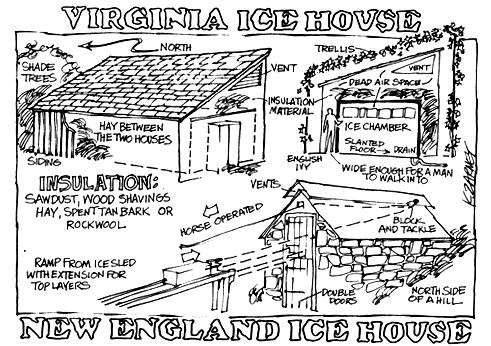 VIRGINIA ICE HOUSE
NORTH
SHADE
TREES
VENT
INSULATION
MATERIAL
HAY BETWEEN
THE TWO HOUSES
SIDING
TRELLIS
VENT
DEAD AIR SPACE
ICE CHAMBER
SLANTED
FLOOR → DRAIN
ENGLISH
IVY
WIDE ENOUGH FOR A MAN
TO WALK INTO
INSULATION:
SAWDUST, WOOD SHAVINGS
HAY, SPENT TAN BARK OR
ROCKWOOL
VENTS
HORSE OPERATED
BLOCK
AND TACKLE
RAMP FROM ICE SLED
WITH EXTENSION FOR
TOP LAYERS
DOUBLE
DOORS
NORTH SIDE
OF A HILL
NEW ENGLAND ICE HOUSE